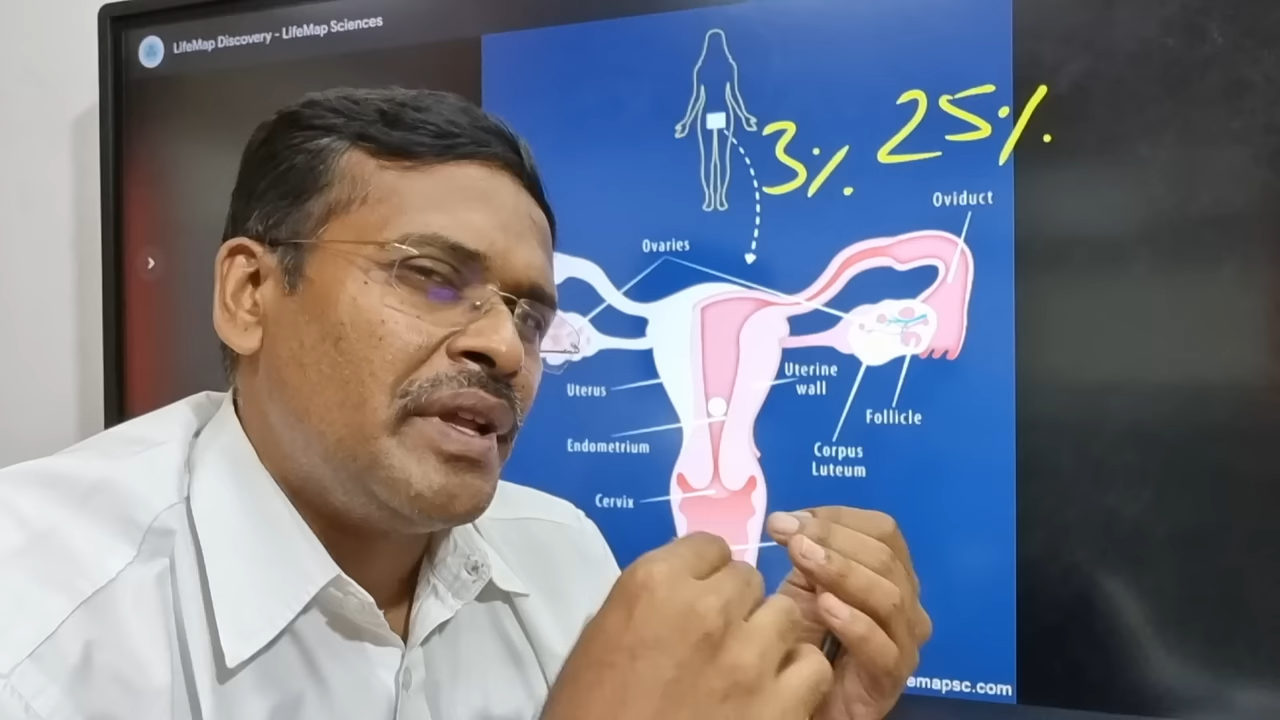 LifeMap Discovery - LifeMap Sciences
3% 25%
Oviduct
Ovaries
Uterus
Uterine
wall
Endometrium
Follicle
Corpus
Luteum
Cervix
emapsc.com